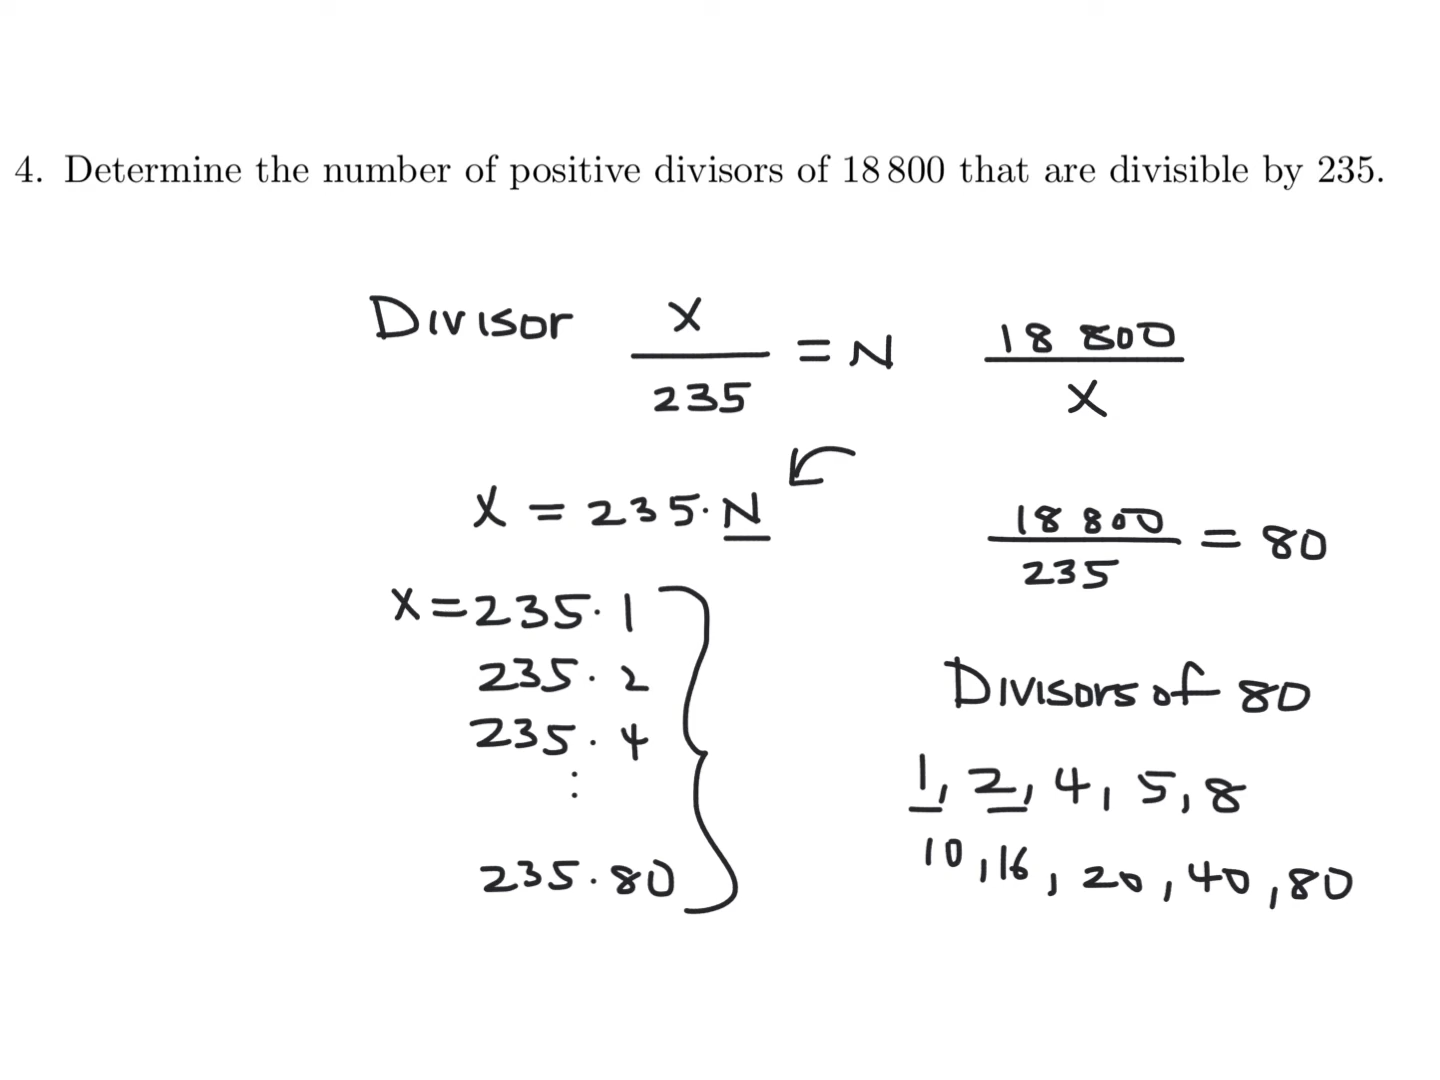 4. Determine the number of positive divisors of 18 800 that are divisible by 235.
Divisor x/235 = N 18 800/x
x = 235 · N
18 800/235 = 80
x = 235 · 1
235 · 2
235 · 4
⋮
235 · 80
Divisors of 80
1, 2, 4, 5, 8
10, 16, 20, 40, 80